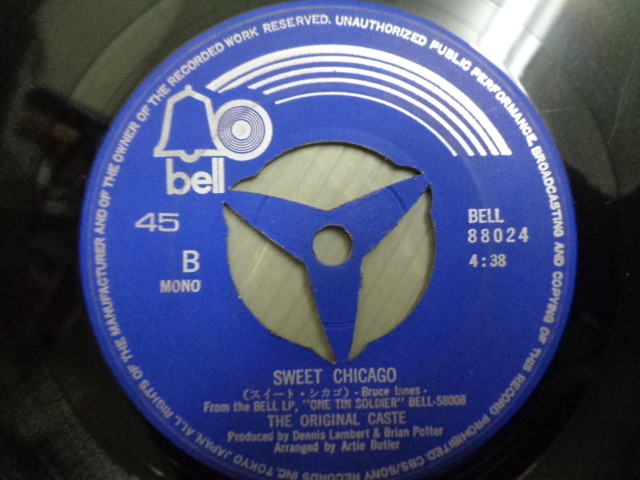 ALL RIGHTS OF THE MANUFACTURER AND OF THE OWNER OF THE RECORDED WORK RESERVED. UNAUTHORIZED PUBLIC PERFORMANCE, BROADCASTING AND COPYING OF THIS RECORD PROHIBITED. CBS/SONY RECORDS INC. TOKYO JAPAN
bell
45
BELL
88024
B
4:38
MONO
SWEET CHICAGO
(スイート・シカゴ) - Bruce Innes -
From the BELL LP, "ONE TIN SOLDIER" BELL-58008
THE ORIGINAL CASTE
Produced by Dennis Lambert & Brian Potter
Arranged by Artie Butler